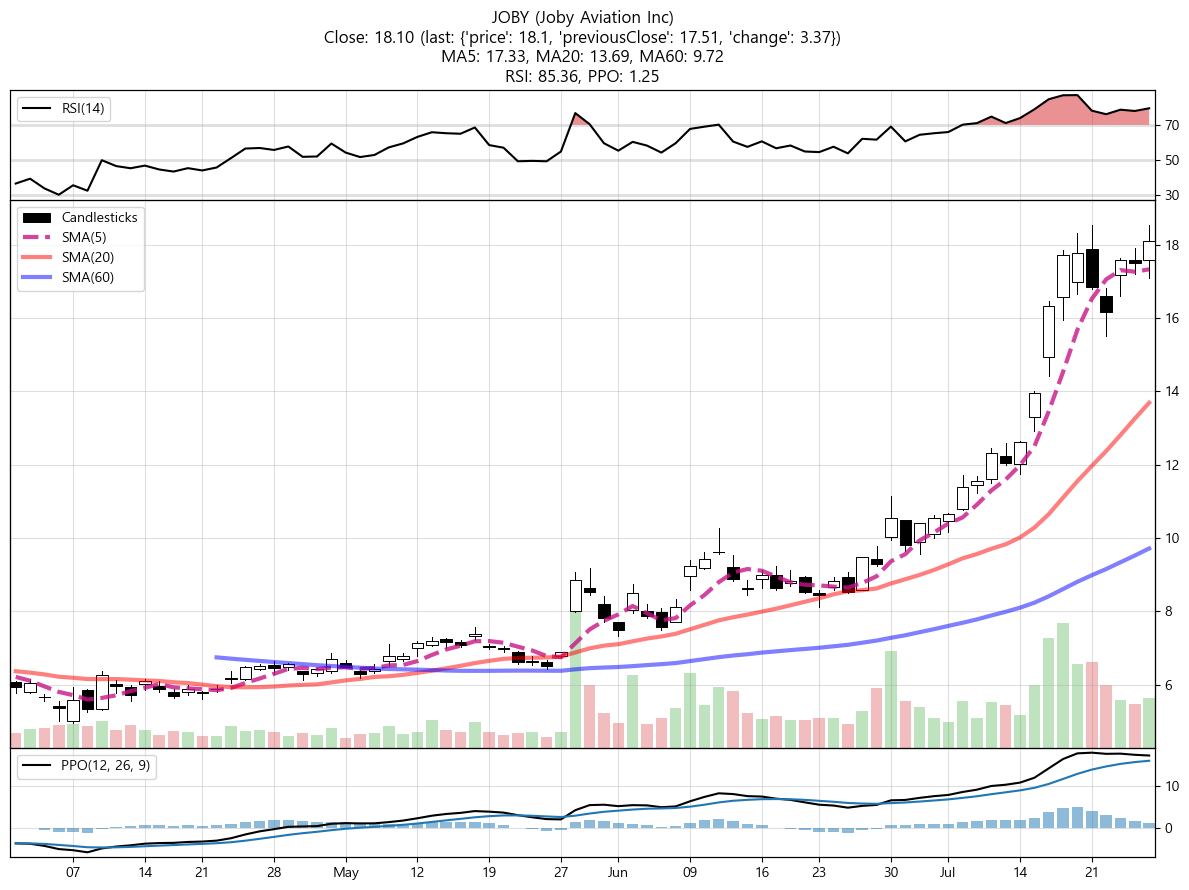 JOBY (Joby Aviation Inc)
Close: 18.10 (last: {'price': 18.1, 'previousClose': 17.51, 'change': 3.37})
MA5: 17.33, MA20: 13.69, MA60: 9.72
RSI: 85.36, PPO: 1.25
RSI(14)
70
50
30
Candlesticks
SMA(5)
SMA(20)
SMA(60)
18
16
14
12
10
8
6
PPO(12, 26, 9)
10
0
07 14 21 28 May 12 19 27 Jun 09 16 23 30 Jul 14 21